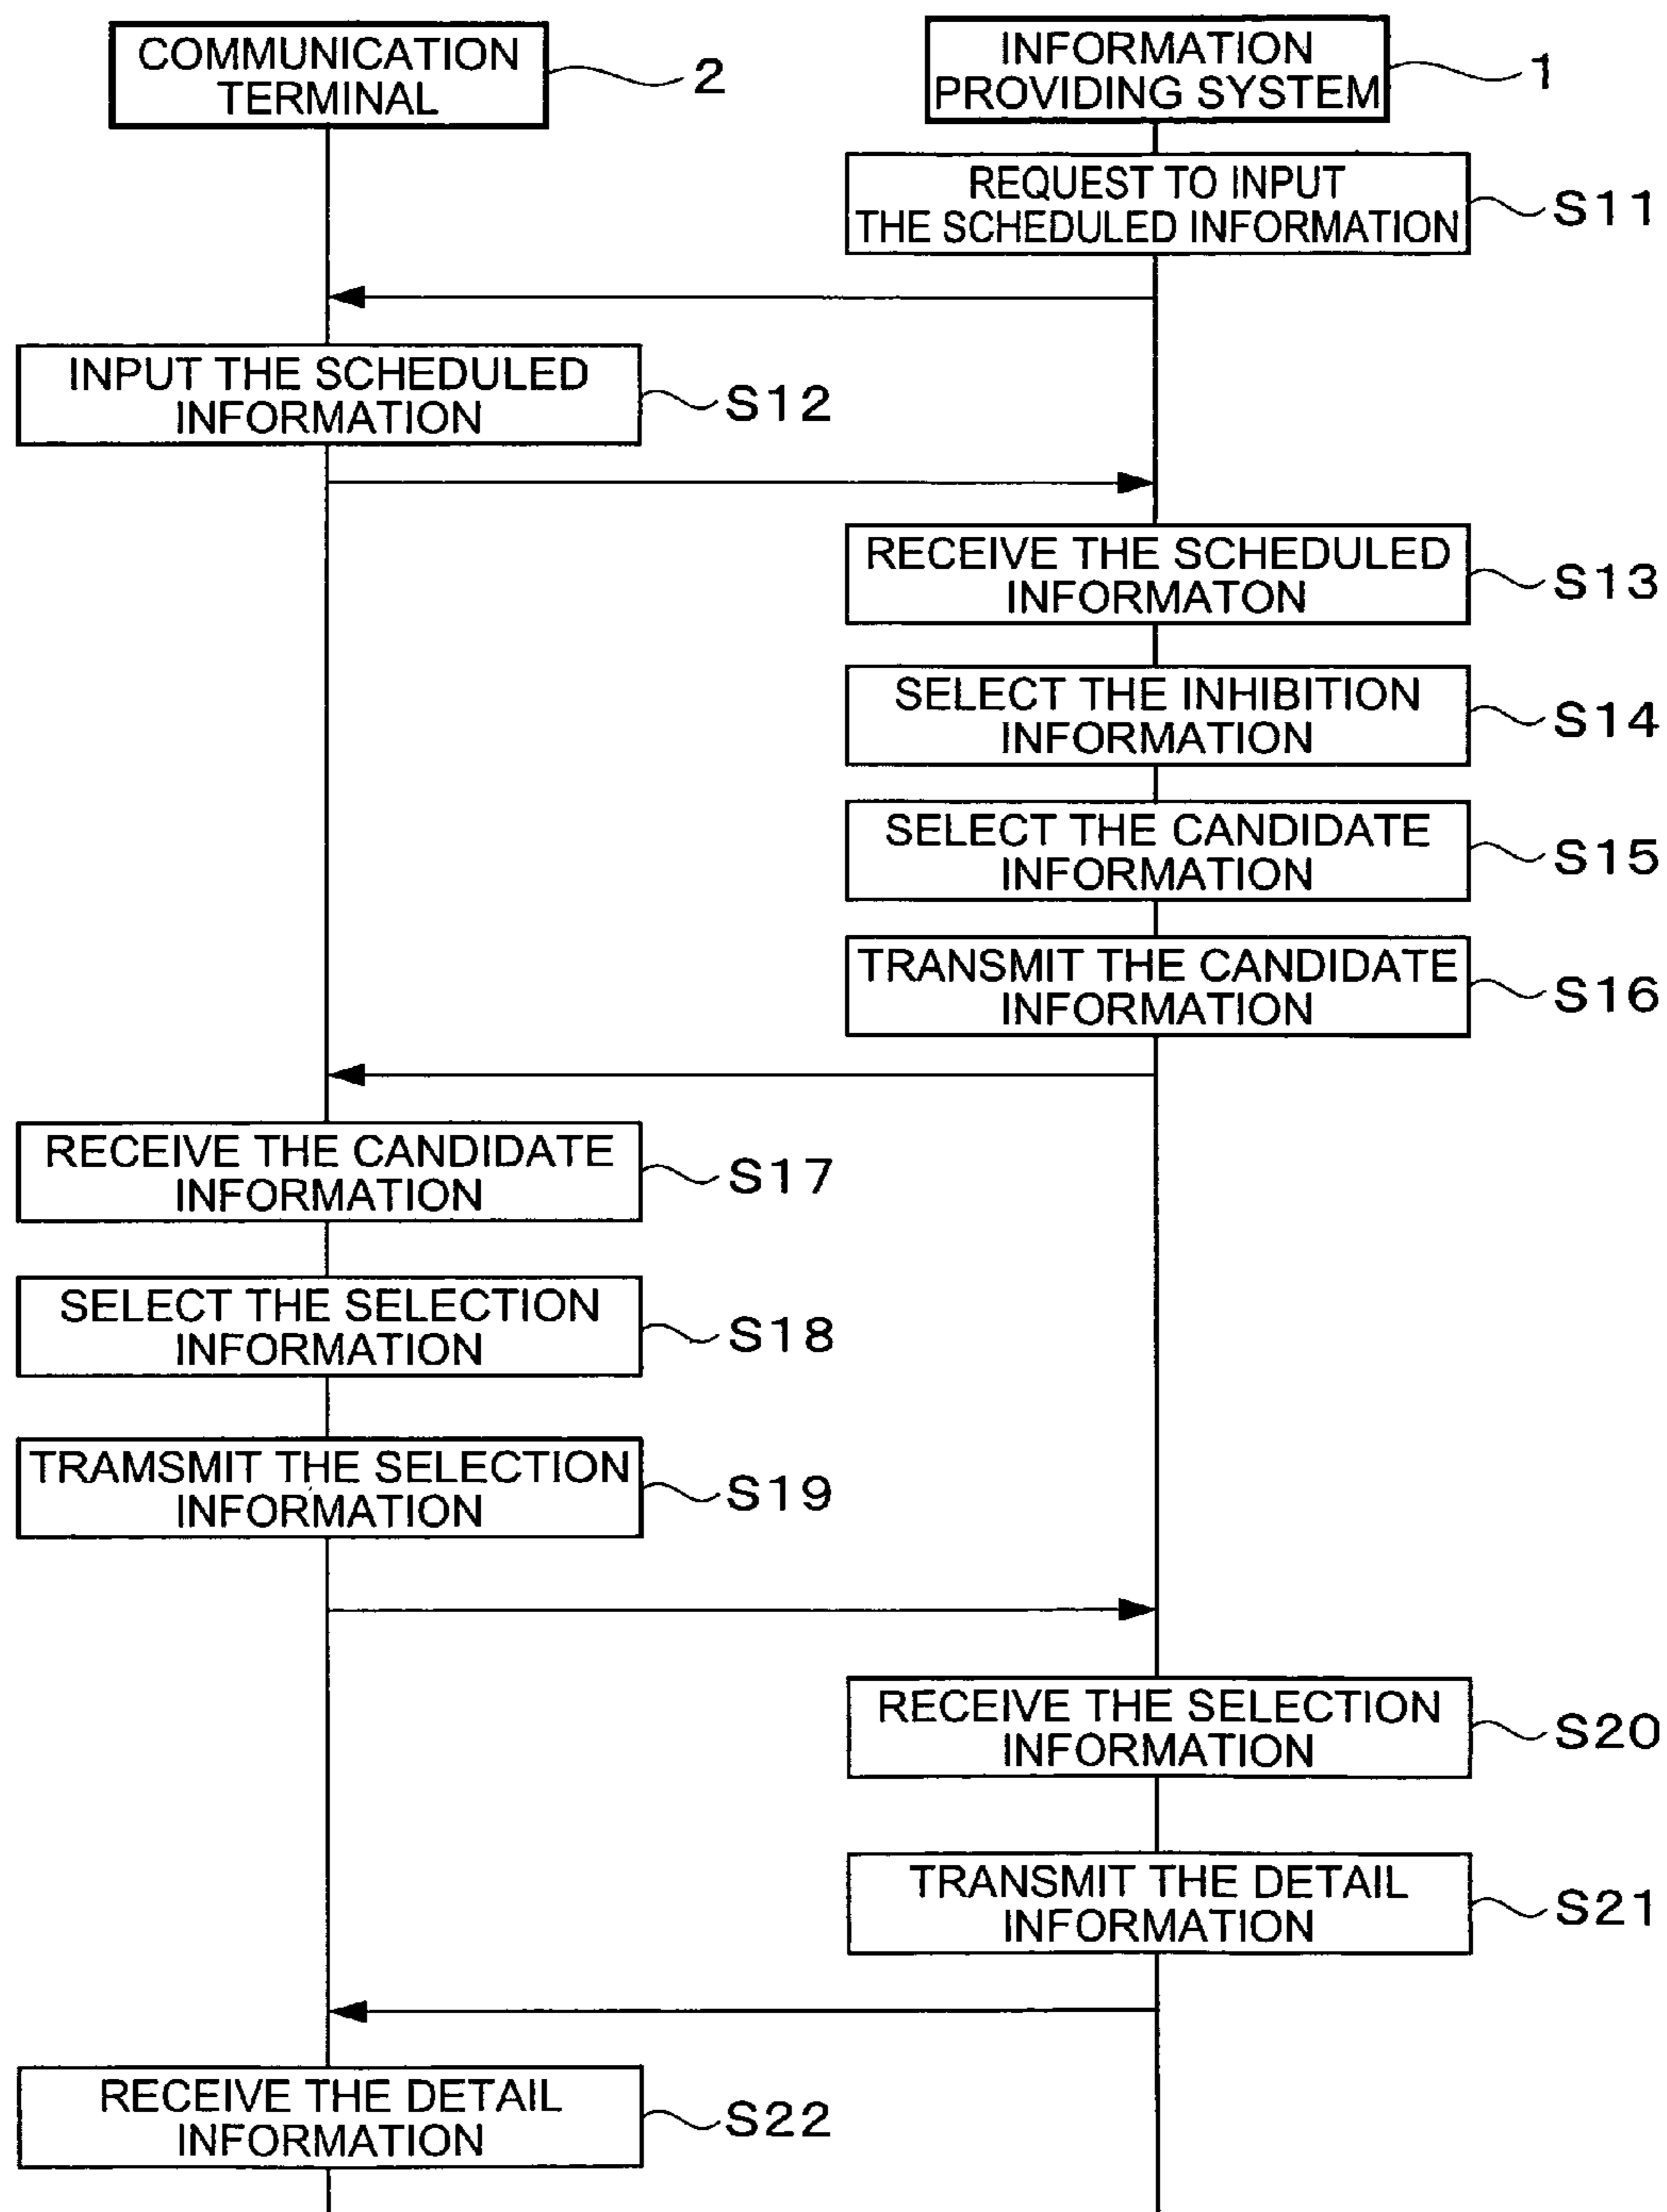 COMMUNICATION
TERMINAL
2
INFORMATION
PROVIDING SYSTEM
1
REQUEST TO INPUT
THE SCHEDULED INFORMATION
S11
INPUT THE SCHEDULED
INFORMATION
S12
RECEIVE THE SCHEDULED
INFORMATON
S13
SELECT THE INHIBITION
INFORMATION
S14
SELECT THE CANDIDATE
INFORMATION
S15
TRANSMIT THE CANDIDATE
INFORMATION
S16
RECEIVE THE CANDIDATE
INFORMATION
S17
SELECT THE SELECTION
INFORMATION
S18
TRAMSMIT THE SELECTION
INFORMATION
S19
RECEIVE THE SELECTION
INFORMATION
S20
TRANSMIT THE DETAIL
INFORMATION
S21
RECEIVE THE DETAIL
INFORMATION
S22